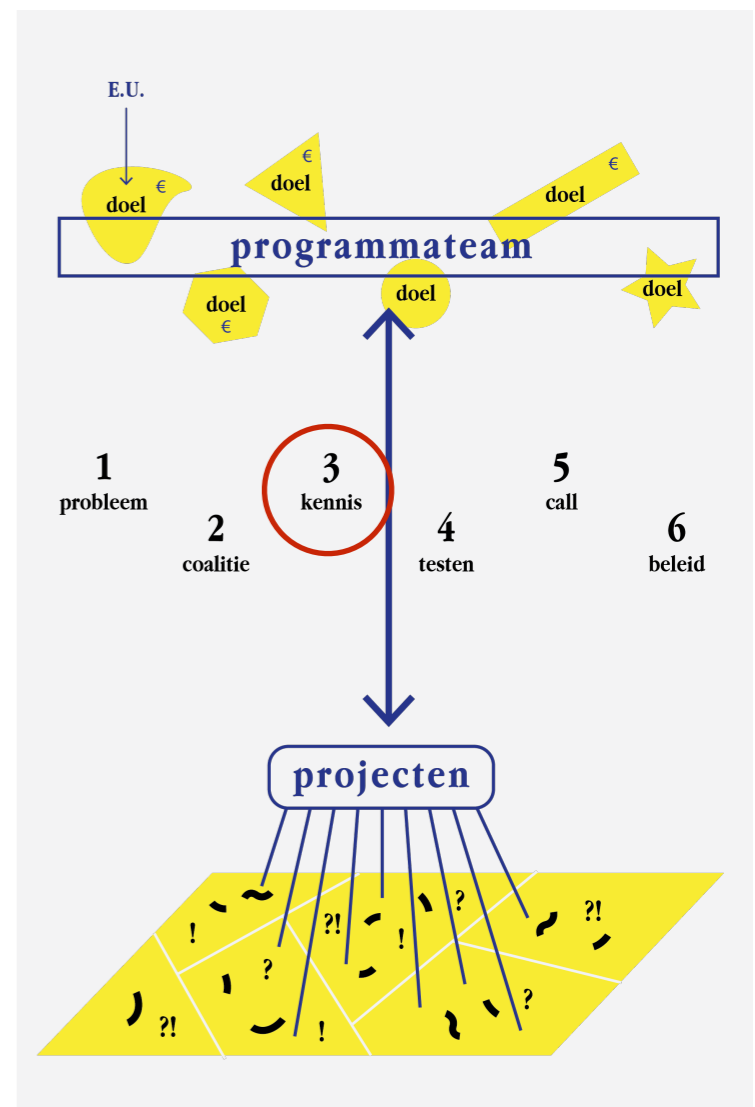 E.U.
€
doel
€
doel
€
doel
programmateam
doel
€
doel
doel
1
probleem
2
coalitie
3
kennis
4
testen
5
call
6
beleid
projecten
!
?!
!
?
?!
?
?!
!
?